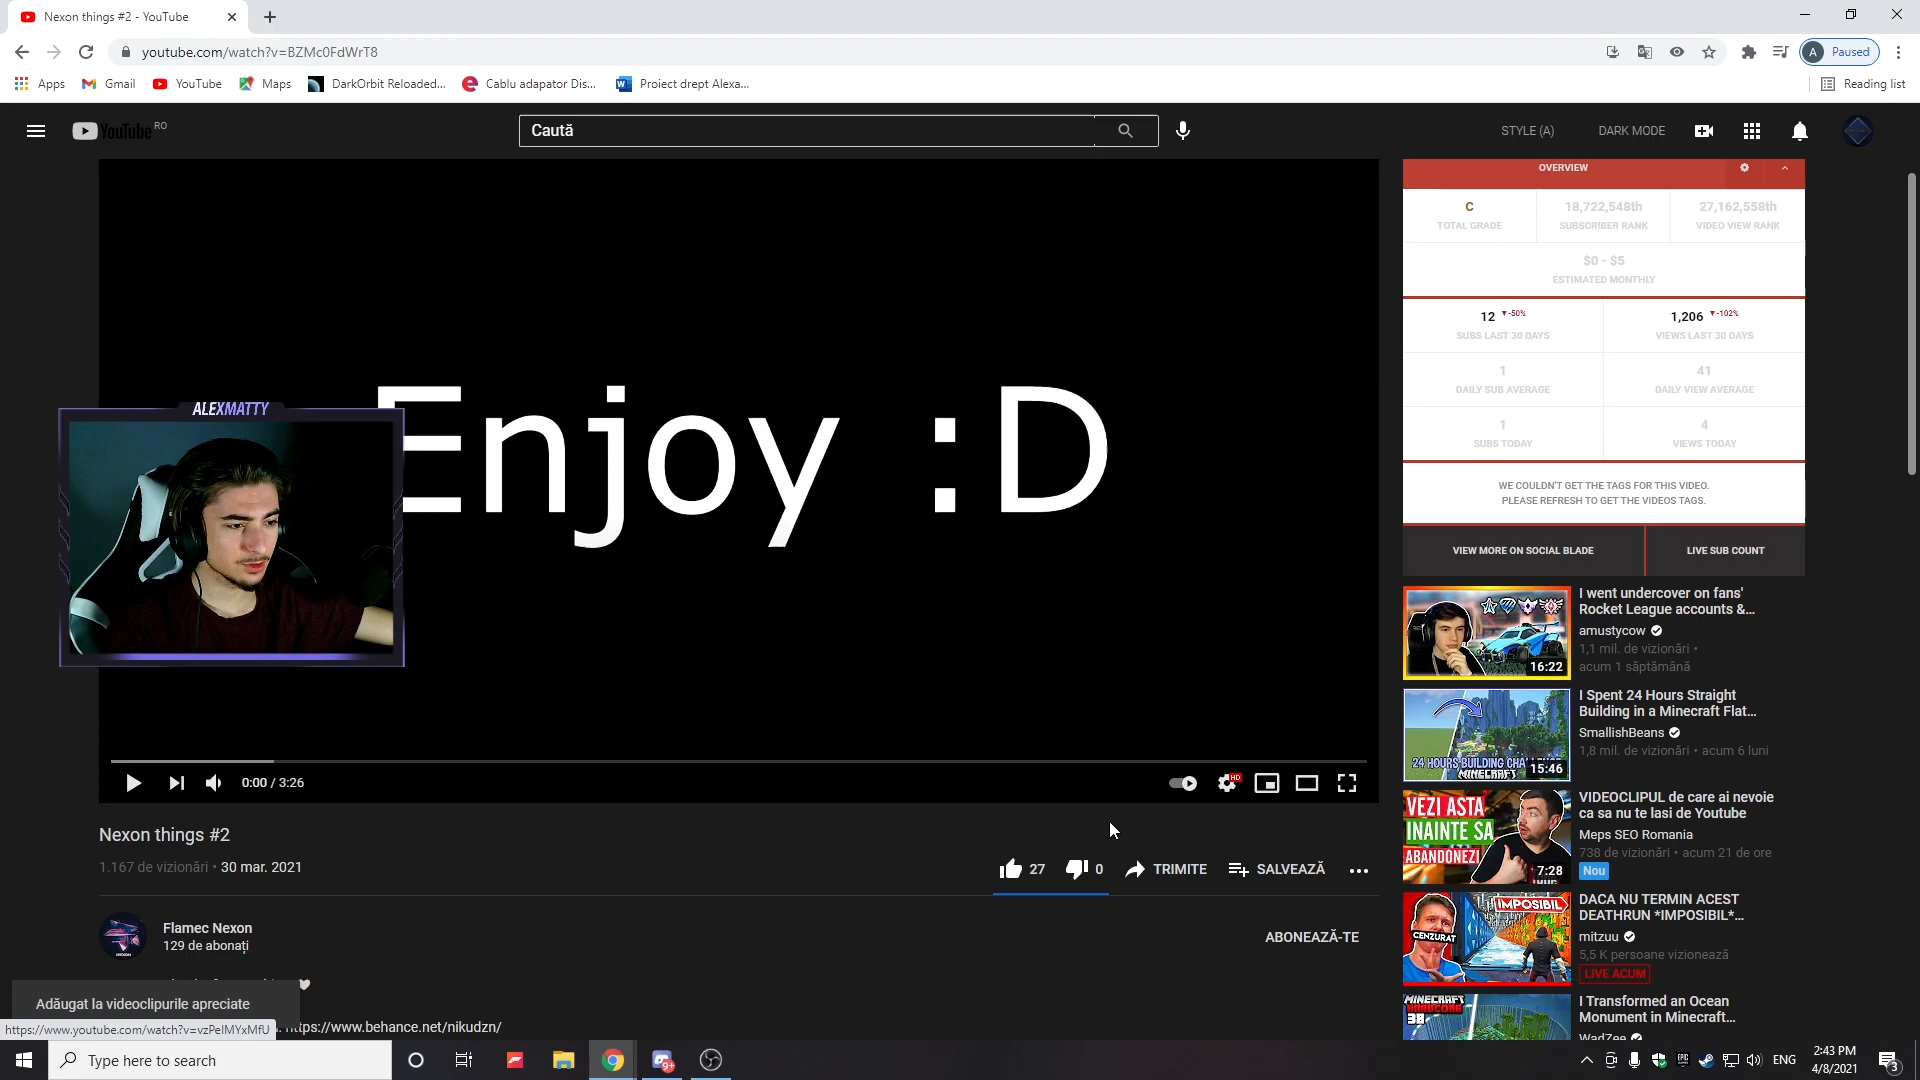 Nexon things #2 - YouTube
youtube.com/watch?v=BZMc0FdWrT8
A Paused
Apps Gmail YouTube Maps DarkOrbit Reloaded... Cablu adapator Dis... Proiect drept Alexa...
Reading list
YouTube RO
Caută
STYLE (A) DARK MODE
OVERVIEW
C 18,722,548th 27,162,558th
TOTAL GRADE SUBSCRIBER RANK VIDEO VIEW RANK
$0 - $5
ESTIMATED MONTHLY
12 -50% 1,206 -102%
SUBS LAST 30 DAYS VIEWS LAST 30 DAYS
1 41
DAILY SUB AVERAGE DAILY VIEW AVERAGE
1 4
SUBS TODAY VIEWS TODAY
WE COULDN'T GET THE TAGS FOR THIS VIDEO.
PLEASE REFRESH TO GET THE VIDEOS TAGS.
VIEW MORE ON SOCIAL BLADE LIVE SUB COUNT
Enjoy :D
ALEXMATTY
0:00 / 3:26
HD
Nexon things #2
1.167 de vizionări • 30 mar. 2021
27 0 TRIMITE SALVEAZĂ
Flamec Nexon
129 de abonați
ABONEAZĂ-TE
Adăugat la videoclipurile apreciate
https://www.youtube.com/watch?v=vzPeIMYxMfU
https://www.behance.net/nikudzn/
16:22
I went undercover on fans'
Rocket League accounts &...
amustycow
1,1 mil. de vizionări •
acum 1 săptămână
24 HOURS BUILDING
MINECRAFT
15:46
I Spent 24 Hours Straight
Building in a Minecraft Flat...
SmallishBeans
1,8 mil. de vizionări • acum 6 luni
VEZI ASTA
INAINTE SA
ABANDONEZI
7:28
VIDEOCLIPUL de care ai nevoie
ca sa nu te lasi de Youtube
Meps SEO Romania
738 de vizionări • acum 21 de ore
Nou
IMPOSIBIL
CENZURAT
DACA NU TERMIN ACEST
DEATHRUN *IMPOSIBIL*...
mitzuu
5,5 K persoane vizionează
LIVE ACUM
MINECRAFT
HARDCORE
38
I Transformed an Ocean
Monument in Minecraft...
WadZee
Type here to search
9+
EPIC
ENG
2:43 PM
4/8/2021
3